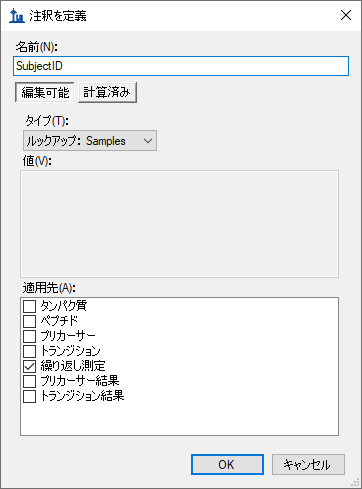 注釈を定義
名前(N):
SubjectID
編集可能 計算済み
タイプ(T):
ルックアップ: Samples
値(V):
適用先(A):
タンパク質
ペプチド
プリカーサー
トランジション
繰り返し測定
プリカーサー結果
トランジション結果
OK キャンセル